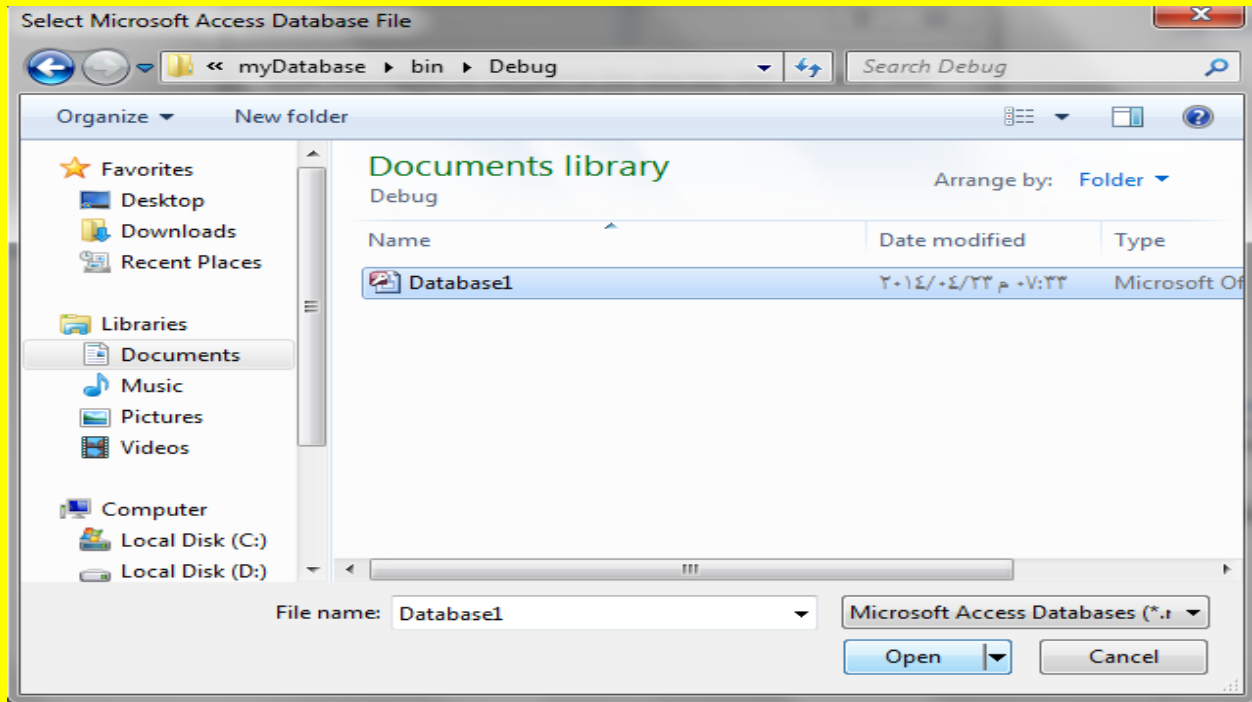 Select Microsoft Access Database File
« myDatabase ▸ bin ▸ Debug
Search Debug
Organize
New folder
Favorites
Desktop
Downloads
Recent Places
Libraries
Documents
Music
Pictures
Videos
Computer
Local Disk (C:)
Local Disk (D:)
Documents library
Debug
Arrange by: Folder
Name Date modified Type
Database1 ٢٠١٤/٠٤/٢٣ م ٠٧:٣٣ Microsoft Of
File name: Database1
Microsoft Access Databases (*.r
Open Cancel